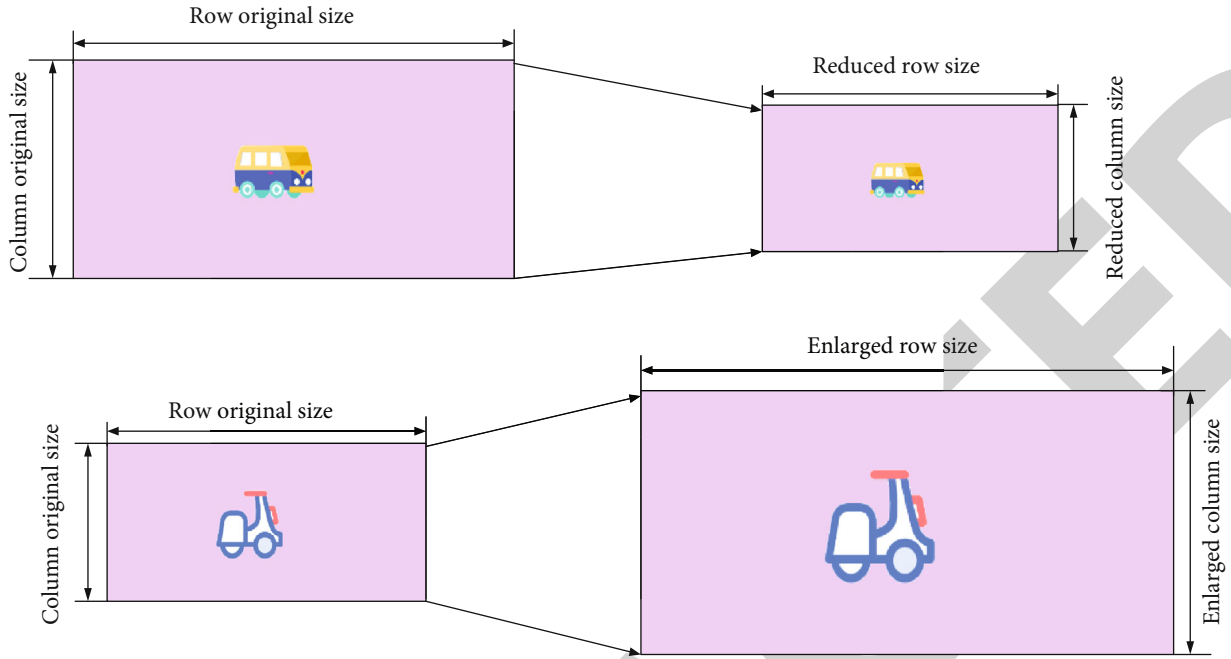 Row original size
Column original size
Reduced row size
Reduced column size
Enlarged row size
Row original size
Column original size
Enlarged column size